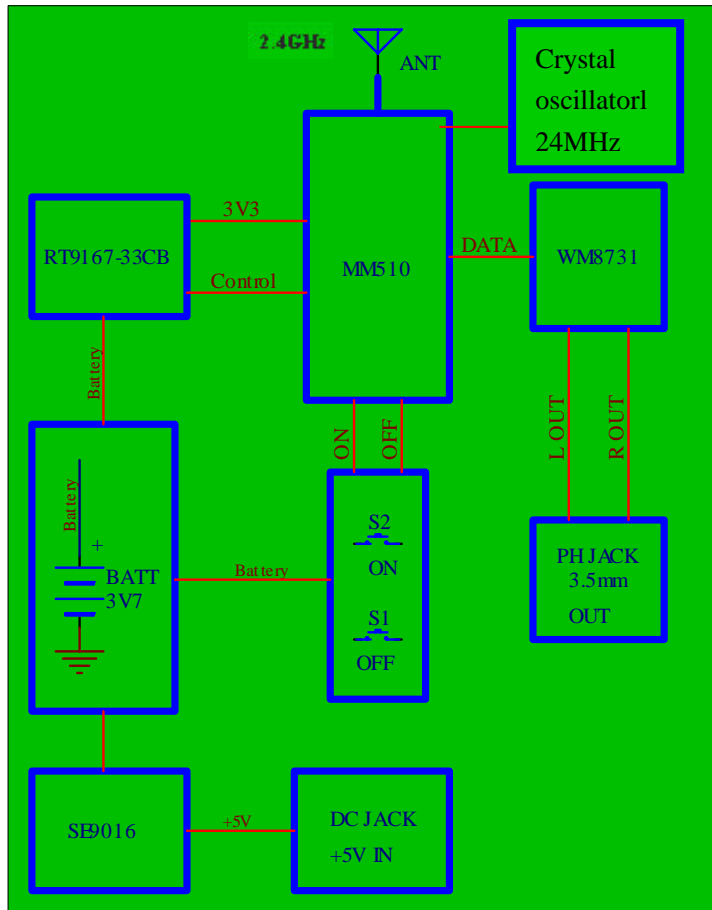 2.4GHz
ANT
Crystal
oscillatorl
24MHz
3V3
RT9167-33CB
Control
MM510
DATA
WM8731
Battery
ON
OFF
L OUT
R OUT
Battery
+
BATT
3V7
Battery
S2
ON
S1
OFF
PH JACK
3.5mm
OUT
SE9016
+5V
DC JACK
+5V IN